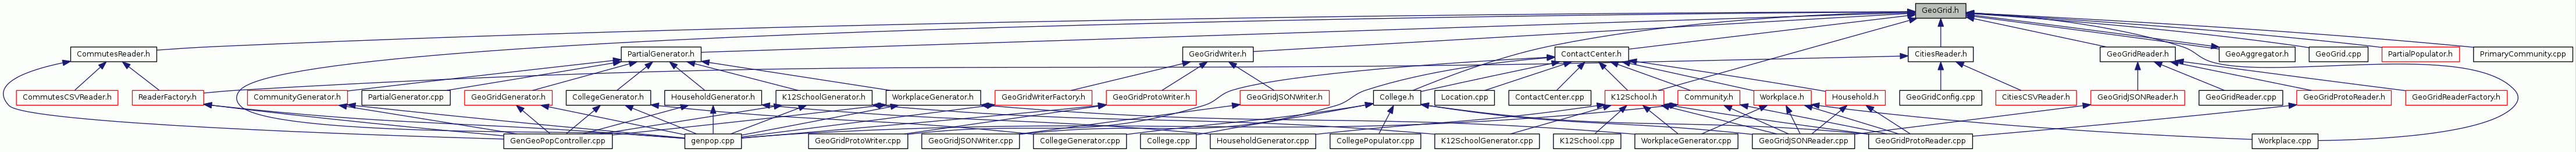 GeoGrid.h
CommutesReader.h
PartialGenerator.h
GeoGridWriter.h
ContactCenter.h
CitiesReader.h
GeoGridReader.h
GeoAggregator.h
GeoGrid.cpp
PartialPopulator.h
PrimaryCommunity.cpp
CommutesCSVReader.h
ReaderFactory.h
CommunityGenerator.h
PartialGenerator.cpp
GeoGridGenerator.h
CollegeGenerator.h
HouseholdGenerator.h
K12SchoolGenerator.h
WorkplaceGenerator.h
GeoGridWriterFactory.h
GeoGridProtoWriter.h
GeoGridJSONWriter.h
College.h
Location.cpp
ContactCenter.cpp
K12School.h
Community.h
Workplace.h
Household.h
GeoGridConfig.cpp
CitiesCSVReader.h
GeoGridJSONReader.h
GeoGridReader.cpp
GeoGridProtoReader.h
GeoGridReaderFactory.h
GenGeoPopController.cpp
genpop.cpp
GeoGridProtoWriter.cpp
GeoGridJSONWriter.cpp
CollegeGenerator.cpp
College.cpp
HouseholdGenerator.cpp
CollegePopulator.cpp
K12SchoolGenerator.cpp
K12School.cpp
WorkplaceGenerator.cpp
GeoGridJSONReader.cpp
GeoGridProtoReader.cpp
Workplace.cpp